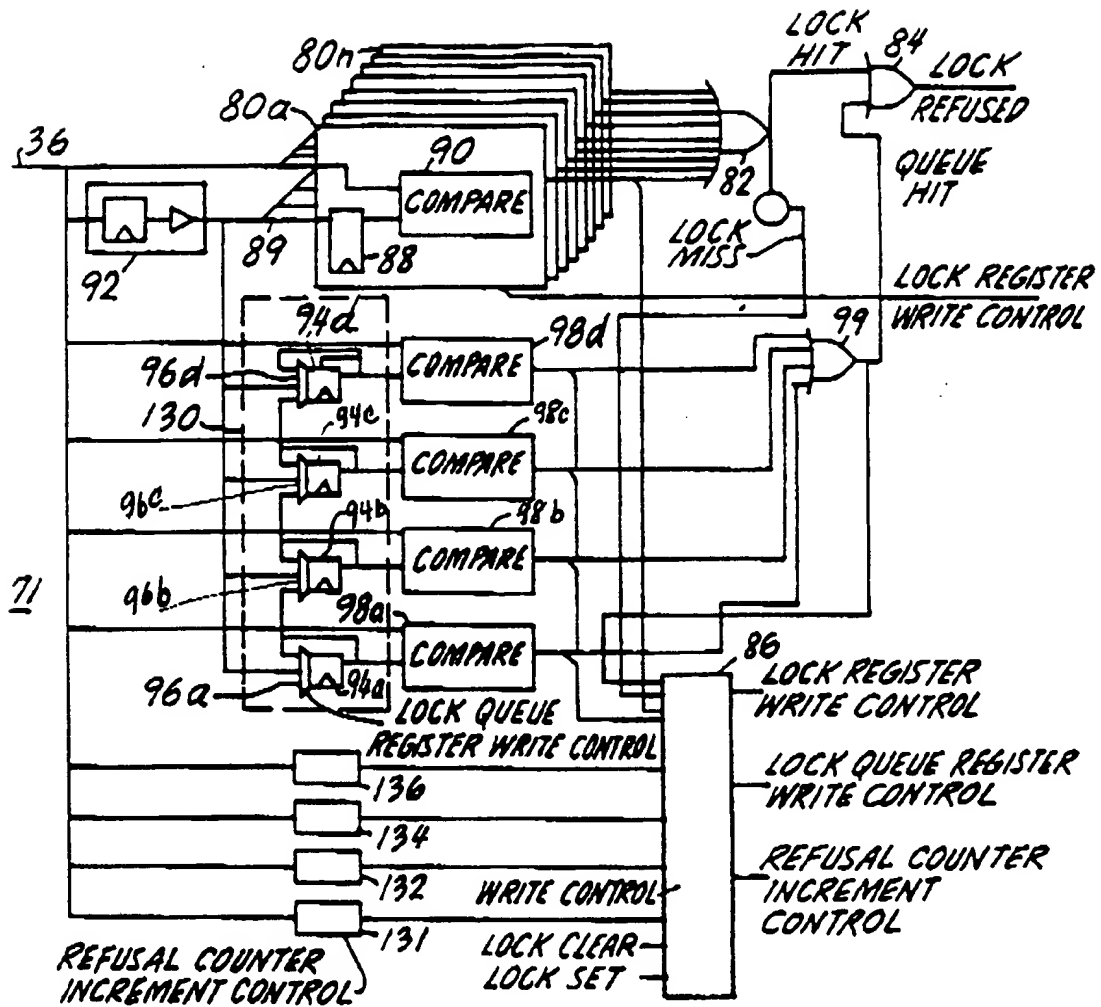 80n
LOCK
HIT
84
LOCK
REFUSED
80a
36
90
COMPARE
82
QUEUE
HIT
89
88
92
LOCK
MISS
LOCK REGISTER
WRITE CONTROL
94d
98d
99
96d
COMPARE
130
94c
98c
COMPARE
96c
94b
98b
COMPARE
71
96b
98a
COMPARE
86
96a
94a
LOCK QUEUE
REGISTER WRITE CONTROL
LOCK REGISTER
WRITE CONTROL
136
LOCK QUEUE REGISTER
WRITE CONTROL
134
132
WRITE CONTROL
REFUSAL COUNTER
INCREMENT
CONTROL
131
LOCK CLEAR
LOCK SET
REFUSAL COUNTER
INCREMENT CONTROL